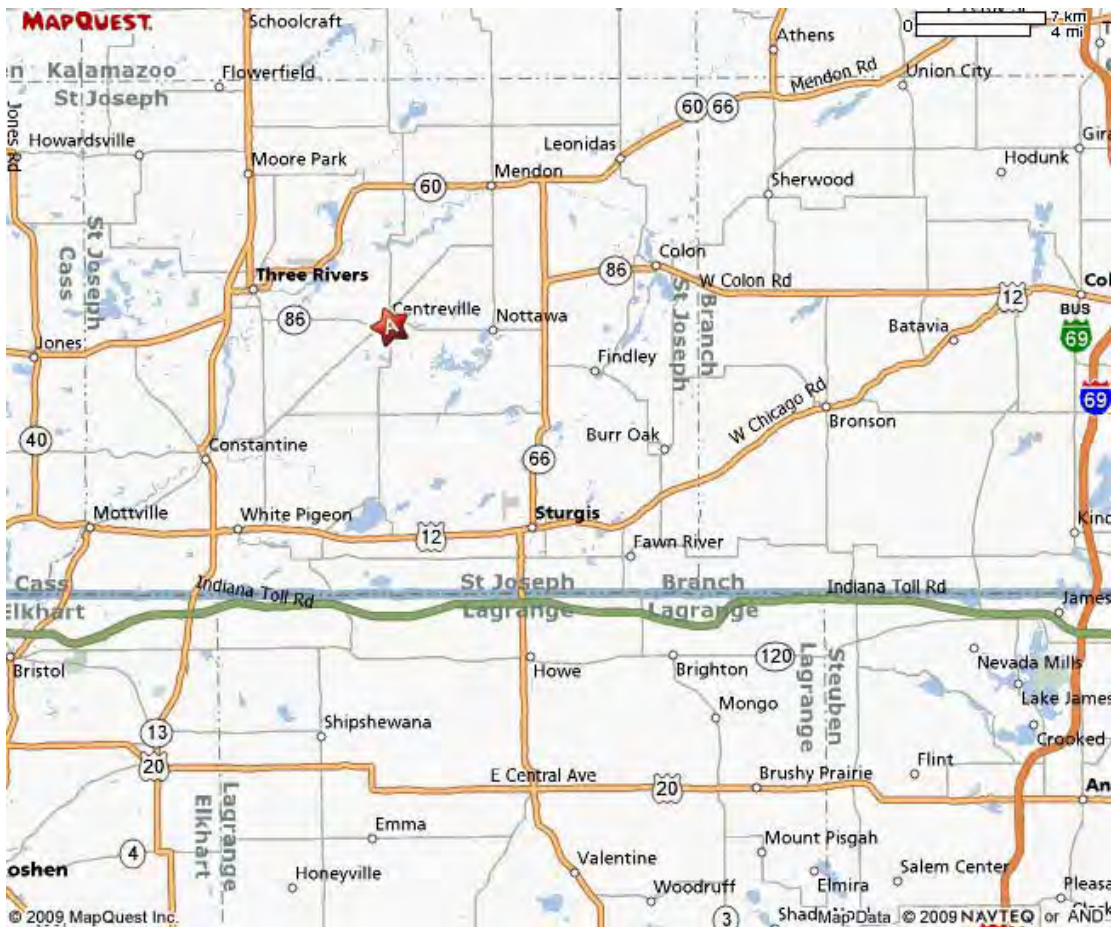 MAPQUEST.
Schoolcraft
0
7 km
4 mi
Athens
Kalamazoo
St Joseph
Flowerfield
Mendon Rd
Union City
Jones Rd
60
66
Howardsville
Moore Park
Leonidas
Hodunk
60
Mendon
Sherwood
St Joseph
Cass
Three Rivers
Colon
86
W Colon Rd
St Joseph
Branch
12
Centreville
A
86
Nottawa
Batavia
BUS
69
Jones
Findley
W Chicago Rd
69
40
Constantine
Burr Oak
Bronson
66
Mottville
White Pigeon
12
Sturgis
Fawn River
Cass
Elkhart
Indiana Toll Rd
St Joseph
Lagrange
Branch
Lagrange
Indiana Toll Rd
James
Bristol
Howe
Brighton
120
Lagrange
Steuben
Nevada Mills
Lake James
Mongo
Crooked
13
Shipshewana
20
E Central Ave
20
Brushy Prairie
Flint
An
Lagrange
Elkhart
Emma
4
oshen
Honeyville
Valentine
Mount Pisgah
Elmira
Salem Center
Woodruff
Pleasa
3
© 2009 MapQuest Inc.
Map Data © 2009 NAVTEQ or AND